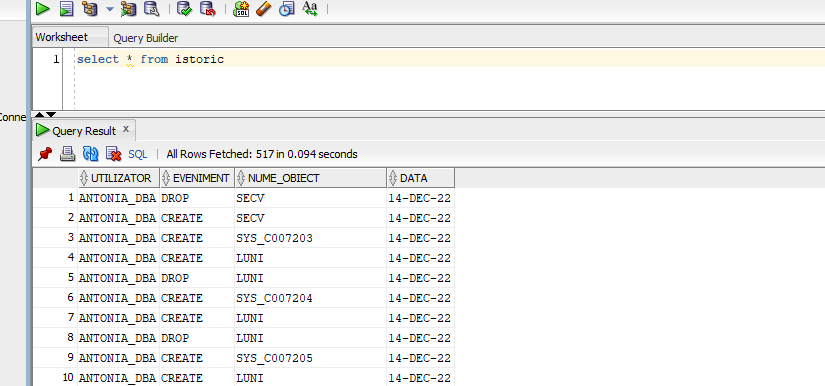 Worksheet Query Builder
1 select * from istoric
Conne
Query Result x
SQL | All Rows Fetched: 517 in 0.094 seconds
UTILIZATOR EVENIMENT NUME_OBIECT DATA
1 ANTONIA_DBA DROP SECV 14-DEC-22
2 ANTONIA_DBA CREATE SECV 14-DEC-22
3 ANTONIA_DBA CREATE SYS_C007203 14-DEC-22
4 ANTONIA_DBA CREATE LUNI 14-DEC-22
5 ANTONIA_DBA DROP LUNI 14-DEC-22
6 ANTONIA_DBA CREATE SYS_C007204 14-DEC-22
7 ANTONIA_DBA CREATE LUNI 14-DEC-22
8 ANTONIA_DBA DROP LUNI 14-DEC-22
9 ANTONIA_DBA CREATE SYS_C007205 14-DEC-22
10 ANTONIA_DBA CREATE LUNI 14-DEC-22